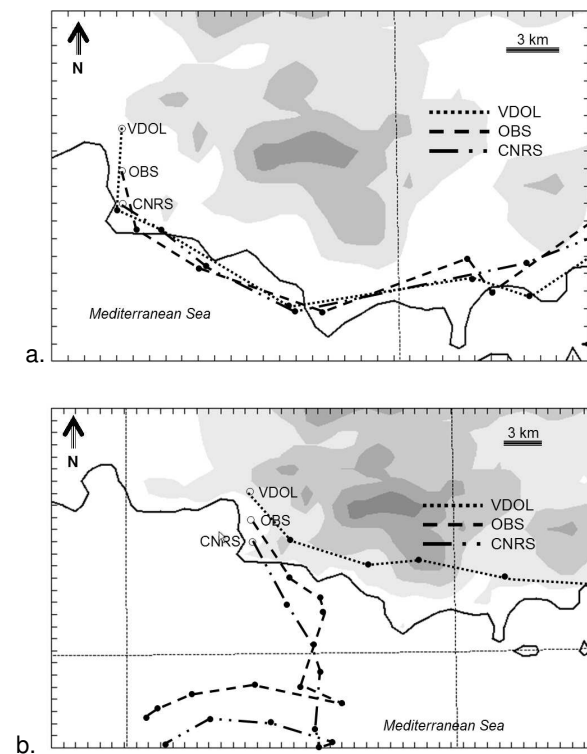 N
3 km
VDOL
OBS
CNRS
VDOL
OBS
CNRS
Mediterranean Sea
a.
N
3 km
VDOL
OBS
CNRS
VDOL
OBS
CNRS
Mediterranean Sea
b.